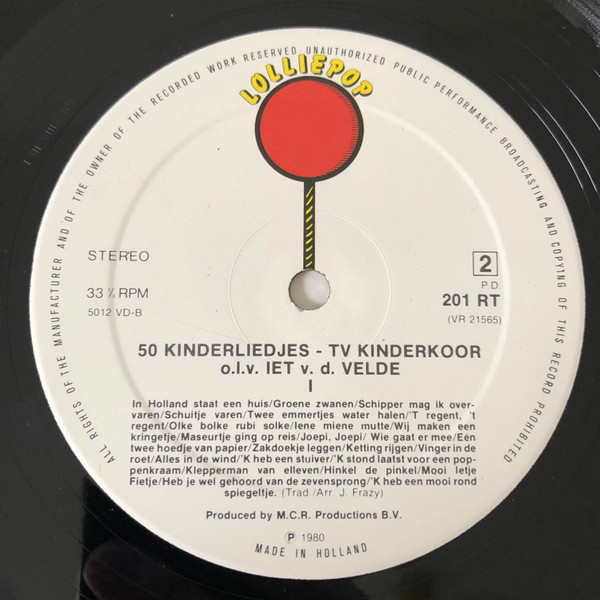 ALL RIGHTS OF THE MANUFACTURER AND OF THE OWNER OF THE RECORDED WORK RESERVED UNAUTHORIZED PUBLIC PERFORMANCE BROADCASTING AND COPYING OF THIS RECORD PROHIBITED
LOLLIEPOP
STEREO
33 ⅓ RPM
5012 VD-B
2
P.D.
201 RT
(VR 21565)
50 KINDERLIEDJES - TV KINDERKOOR
o.l.v. IET v. d. VELDE
I
In Holland staat een huis/Groene zwanen/Schipper mag ik over-
varen/Schuitje varen/Twee emmertjes water halen/'T regent, 't
regent/Olke bolke rubi solke/Iene miene mutte/Wij maken een
kringetje/Maseurtje ging op reis/Joepi, Joepi/ Wie gaat er mee/Eén
twee hoedje van papier/Zakdoekje leggen/Ketting rijgen/Vinger in de
roet/Alles in de wind/'K heb een stuiver/'K stond laatst voor een pop-
penkraam/Klepperman van elleven/Hinkel de pinkel/Mooi Ietje
Fietje/Heb je wel gehoord van de zevensprong/'K heb een mooi rond
spiegeltje. (Trad./Arr J. Frazy)
Produced by M.C.R. Productions B.V.
Ⓟ 1980
MADE IN HOLLAND